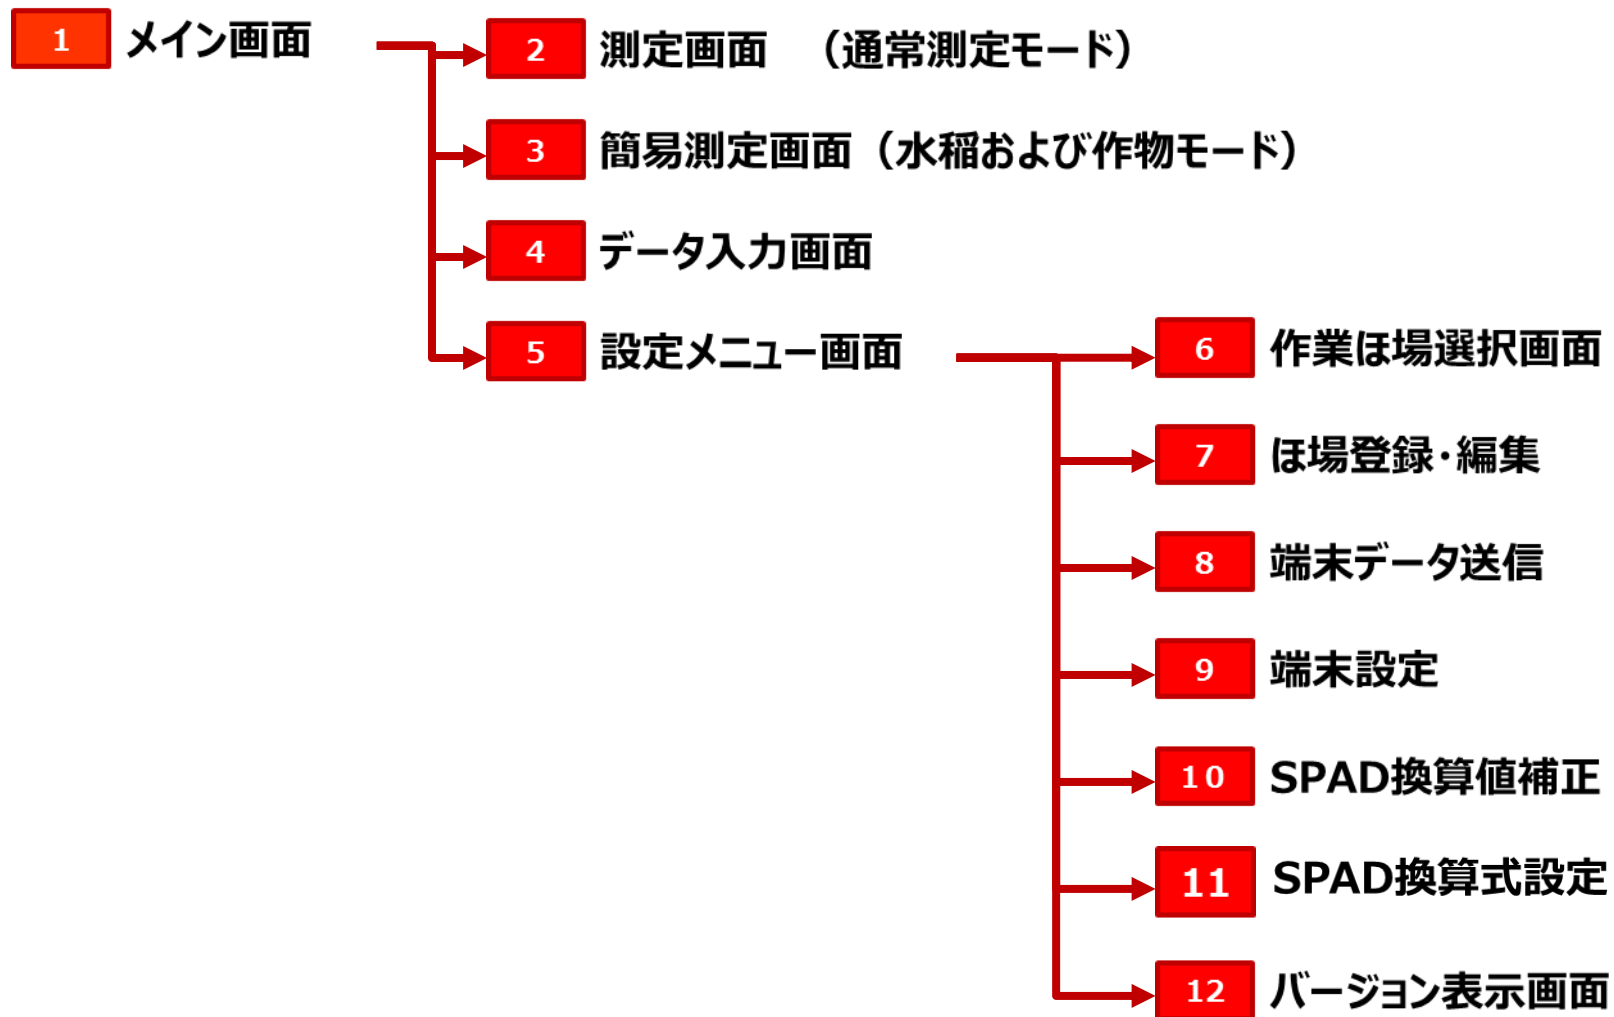 1 メイン画面
2 測定画面　（通常測定モード）
3 簡易測定画面（水稲および作物モード）
4 データ入力画面
5 設定メニュー画面
6 作業ほ場選択画面
7 ほ場登録・編集
8 端末データ送信
9 端末設定
10 SPAD換算値補正
11 SPAD換算式設定
12 バージョン表示画面